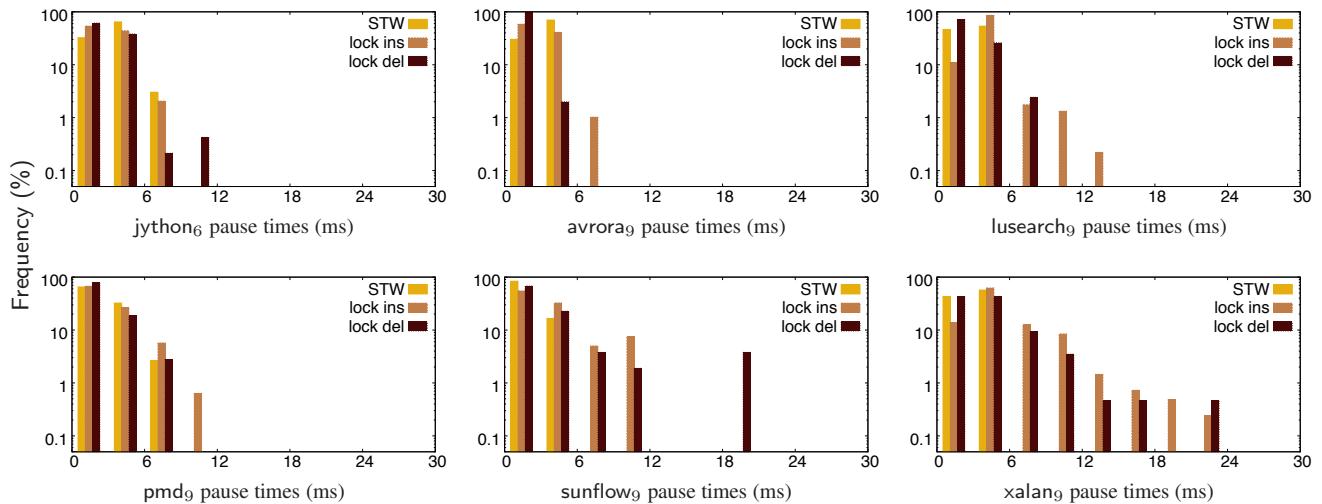 Frequency (%)
100
10
1
0.1
STW
lock ins
lock del
0 6 12 18 24 30
jython6 pause times (ms)
100
10
1
0.1
STW
lock ins
lock del
0 6 12 18 24 30
avrora9 pause times (ms)
100
10
1
0.1
STW
lock ins
lock del
0 6 12 18 24 30
lusearch9 pause times (ms)
100
10
1
0.1
STW
lock ins
lock del
0 6 12 18 24 30
pmd9 pause times (ms)
100
10
1
0.1
STW
lock ins
lock del
0 6 12 18 24 30
sunflow9 pause times (ms)
100
10
1
0.1
STW
lock ins
lock del
0 6 12 18 24 30
xalan9 pause times (ms)